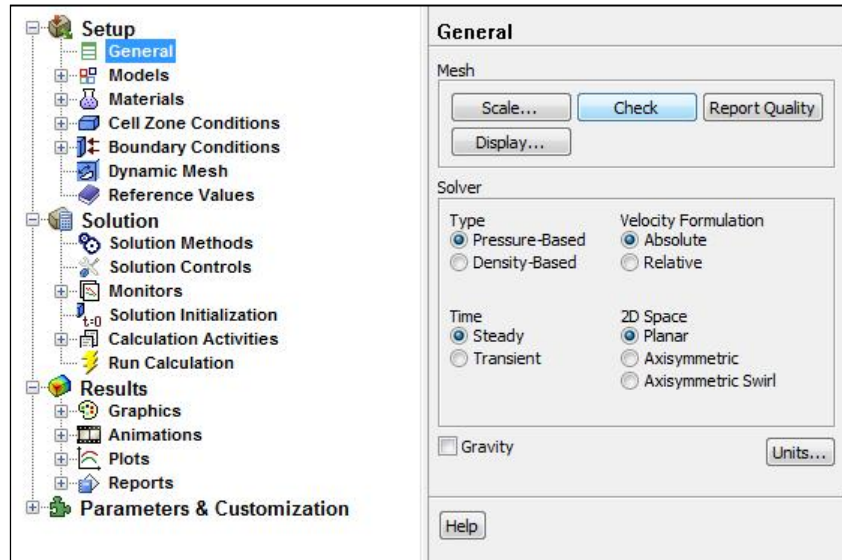 Setup
General
Models
Materials
Cell Zone Conditions
Boundary Conditions
Dynamic Mesh
Reference Values
Solution
Solution Methods
Solution Controls
Monitors
t=0
Solution Initialization
Calculation Activities
Run Calculation
Results
Graphics
Animations
Plots
Reports
Parameters & Customization
General
Mesh
Scale... Check Report Quality
Display...
Solver
Type Velocity Formulation
Pressure-Based Absolute
Density-Based Relative
Time 2D Space
Steady Planar
Transient Axisymmetric
Axisymmetric Swirl
Gravity Units...
Help